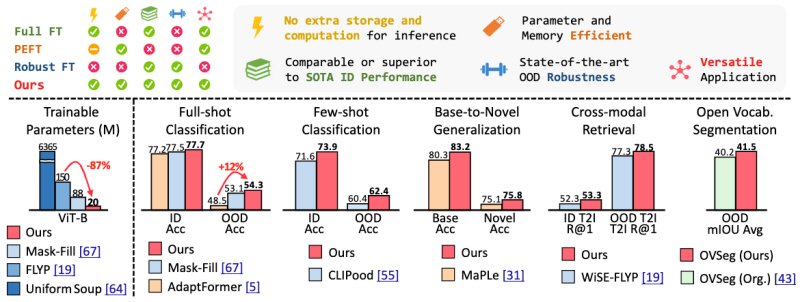 Full FT
PEFT
Robust FT
Ours
No extra storage and
computation for inference
Parameter and
Memory Efficient
Comparable or superior
to SOTA ID Performance
State-of-the-art
OOD Robustness
Versatile
Application
Trainable
Parameters (M)
6365
150
88
20
-87%
ViT-B
Ours
Mask-Fill [67]
FLYP [19]
Uniform Soup [64]
Full-shot
Classification
77.2
77.5
77.7
+12%
48.5
53.1
54.3
ID
Acc
OOD
Acc
Ours
Mask-Fill [67]
AdaptFormer [5]
Few-shot
Classification
71.6
73.9
60.4
62.4
ID
Acc
OOD
Acc
Ours
CLIPood [55]
Base-to-Novel
Generalization
80.3
83.2
75.1
75.8
Base
Acc
Novel
Acc
Ours
MaPLe [31]
Cross-modal
Retrieval
52.3
53.3
77.3
78.5
ID T2I
R@1
OOD T2I
T2I R@1
Ours
WiSE-FLYP [19]
Open Vocab.
Segmentation
40.2
41.5
OOD
mIOU Avg
OVSeg (Ours)
OVSeg (Org.) [43]